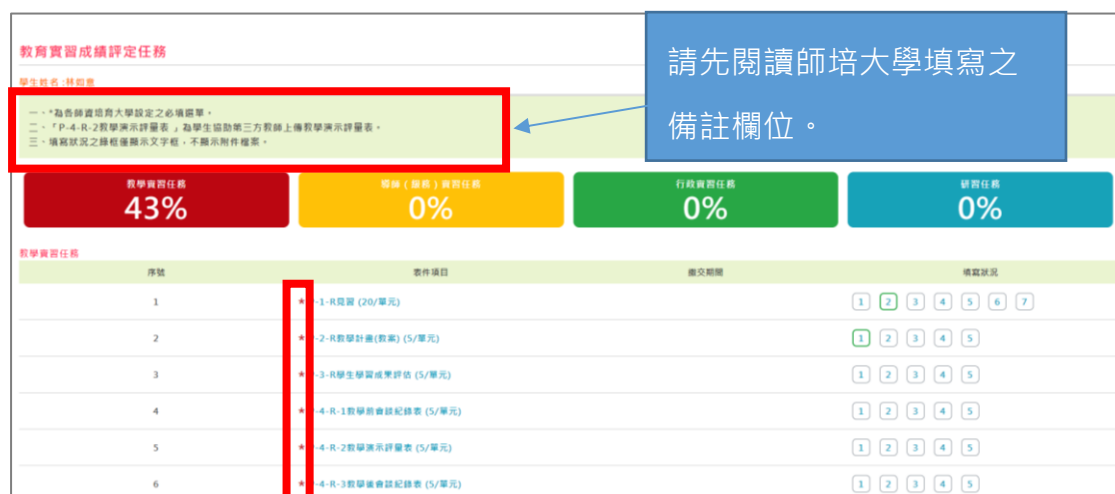 教育實習成績評定任務
學生姓名:林如意
請先閱讀師培大學填寫之
備註欄位。
一、*為各師資培育大學設定之必填選單。
二、「P-4-R-2教學演示評量表 」為學生協助第三方教師上傳教學演示評量表。
三、填寫狀況之綠框僅顯示文字框,不顯示附件檔案。
教學實習任務
43%
導師(級務)實習任務
0%
行政實習任務
0%
研習任務
0%
教學實習任務
序號 表件項目 繳交期間 填寫狀況
1 ★ P-1-R見習 (20/單元) 1 2 3 4 5 6 7
2 ★ -2-R教學計畫(教案) (5/單元) 1 2 3 4 5
3 ★ -3-R學生學習成果評估 (5/單元) 1 2 3 4 5
4 ★ -4-R-1教學前會談紀錄表 (5/單元) 1 2 3 4 5
5 ★ -4-R-2教學演示評量表 (5/單元) 1 2 3 4 5
6 ★ -4-R-3教學後會談紀錄表 (5/單元) 1 2 3 4 5